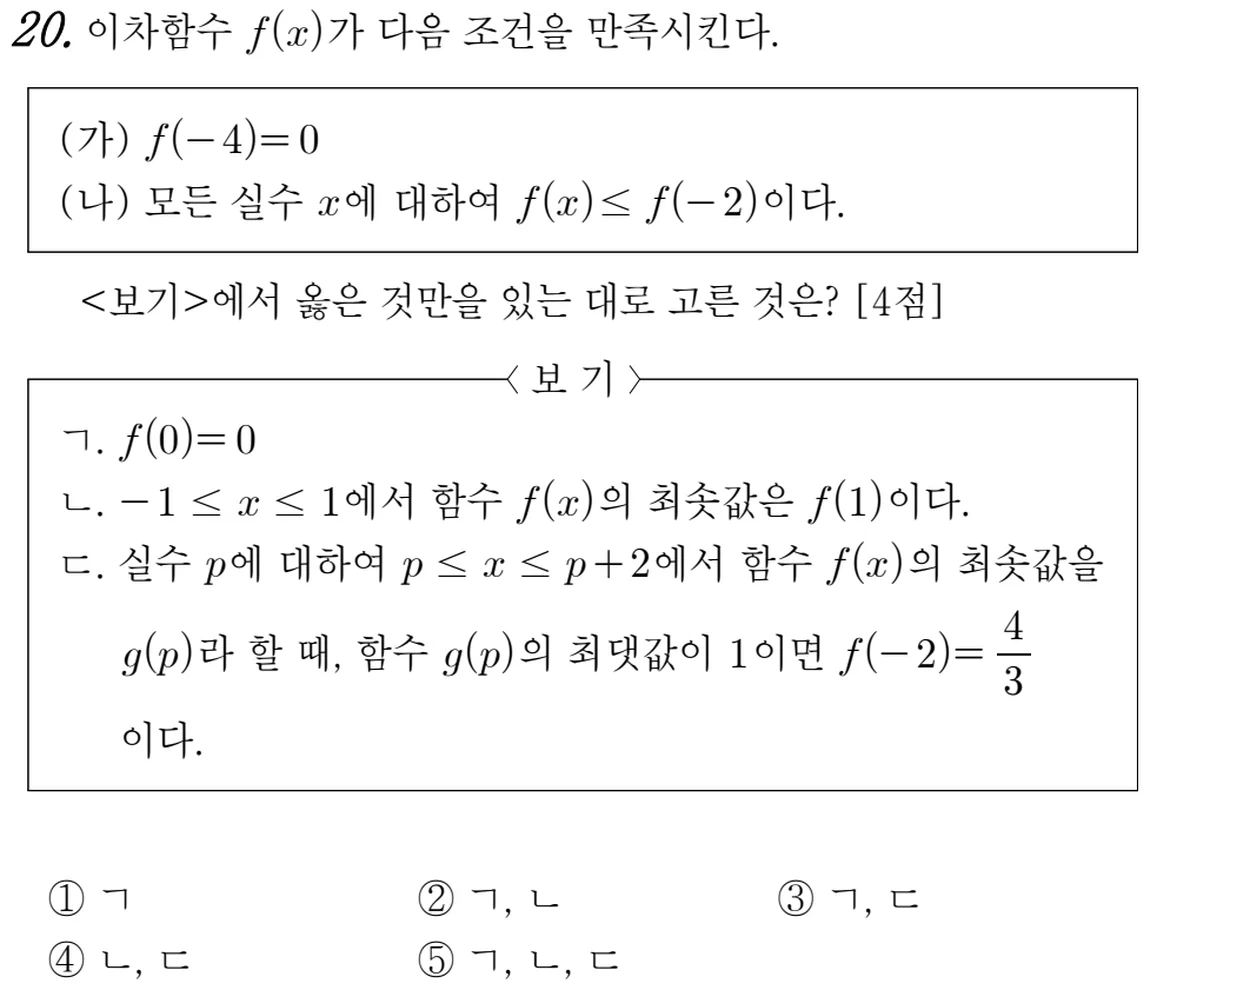 20. 이차함수 f(x)가 다음 조건을 만족시킨다.
(가) f(−4)=0
(나) 모든 실수 x에 대하여 f(x)≤ f(−2)이다.
<보기>에서 옳은 것만을 있는 대로 고른 것은? [4점]
〈 보 기 〉
ㄱ. f(0)=0
ㄴ. −1 ≤ x ≤ 1에서 함수 f(x)의 최솟값은 f(1)이다.
ㄷ. 실수 p에 대하여 p ≤ x ≤ p+2에서 함수 f(x)의 최솟값을
g(p)라 할 때, 함수 g(p)의 최댓값이 1이면 f(−2)= 4/3
이다.
① ㄱ ② ㄱ, ㄴ ③ ㄱ, ㄷ
④ ㄴ, ㄷ ⑤ ㄱ, ㄴ, ㄷ